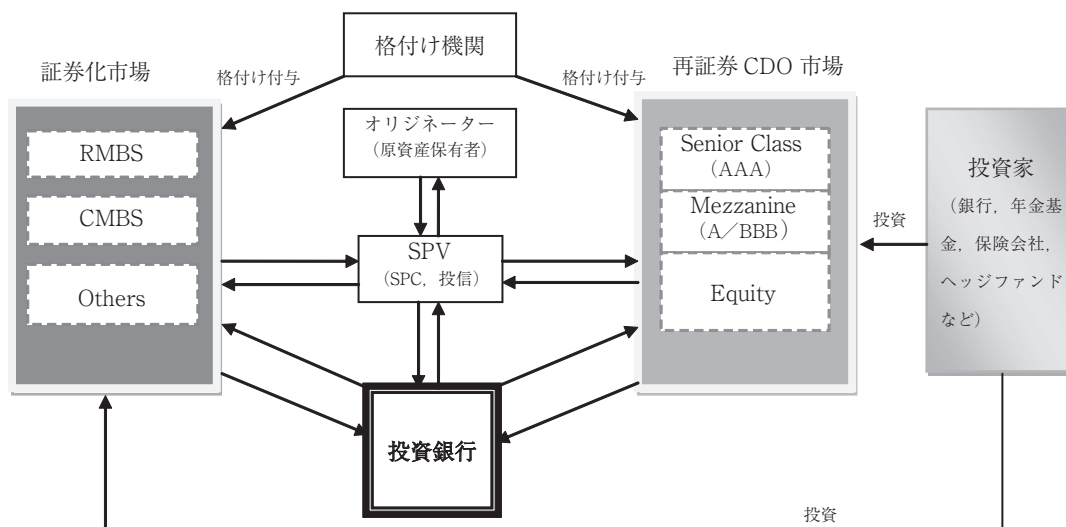 格付け機関
証券化市場
格付け付与
格付け付与
再証券 CDO 市場
オリジネーター
（原資産保有者）
RMBS
CMBS
Others
SPV
（SPC，投信）
Senior Class
（AAA）
Mezzanine
（A／BBB）
Equity
投資
投資家
（銀行，年金基
金，保険会社，
ヘッジファンド
など）
投資銀行
投資